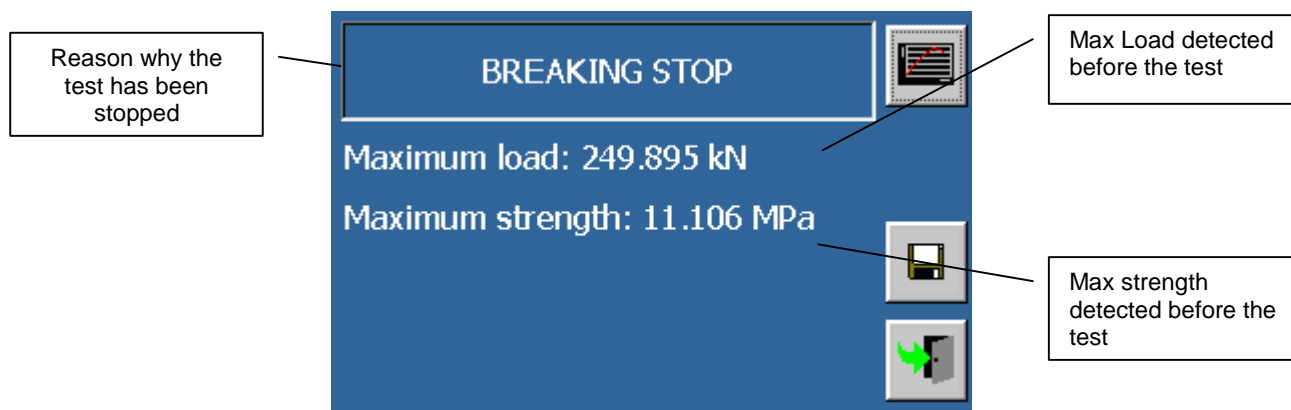 Reason why the
test has been
stopped
BREAKING STOP
Max Load detected
before the test
Maximum load: 249.895 kN
Maximum strength: 11.106 MPa
Max strength
detected before the
test